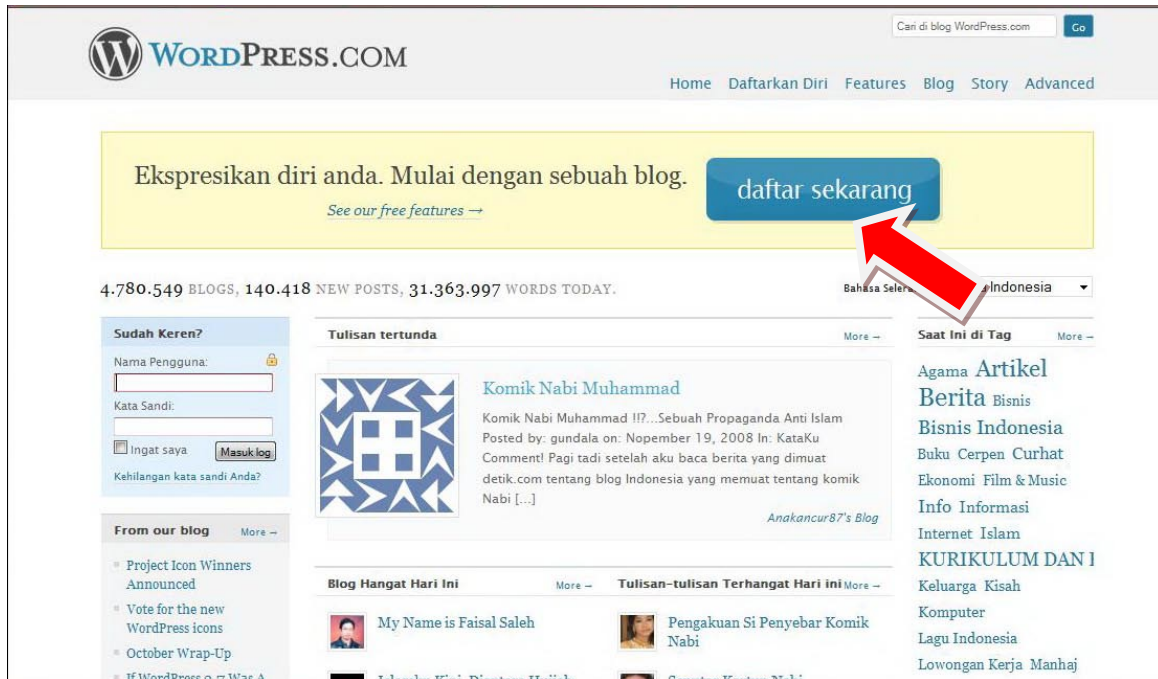 WORDPRESS.COM
Cari di blog WordPress.com
Go
Home Daftarkan Diri Features Blog Story Advanced
Ekspresikan diri anda. Mulai dengan sebuah blog.
See our free features →
daftar sekarang
4.780.549 BLOGS, 140.418 NEW POSTS, 31.363.997 WORDS TODAY.
Bahasa
Indonesia
Sudah Keren?
Nama Pengguna:
Kata Sandi:
Ingat saya
Masuk log
Kehilangan kata sandi Anda?
From our blog More →
Project Icon Winners
Announced
Vote for the new
WordPress icons
October Wrap-Up
Tulisan tertunda More →
Komik Nabi Muhammad
Komik Nabi Muhammad !!?...Sebuah Propaganda Anti Islam
Posted by: gundala on: Nopember 19, 2008 In: KataKu
Comment! Pagi tadi setelah aku baca berita yang dimuat
detik.com tentang blog Indonesia yang memuat tentang komik
Nabi [...]
Anakancur87's Blog
Blog Hangat Hari Ini More →
My Name is Faisal Saleh
Tulisan-tulisan Terhangat Hari ini More →
Pengakuan Si Penyebar Komik
Nabi
Saat Ini di Tag More →
Agama Artikel
Berita Bisnis
Bisnis Indonesia
Buku Cerpen Curhat
Ekonomi Film & Music
Info Informasi
Internet Islam
KURIKULUM DAN
Keluarga Kisah
Komputer
Lagu Indonesia
Lowongan Kerja Manhaj